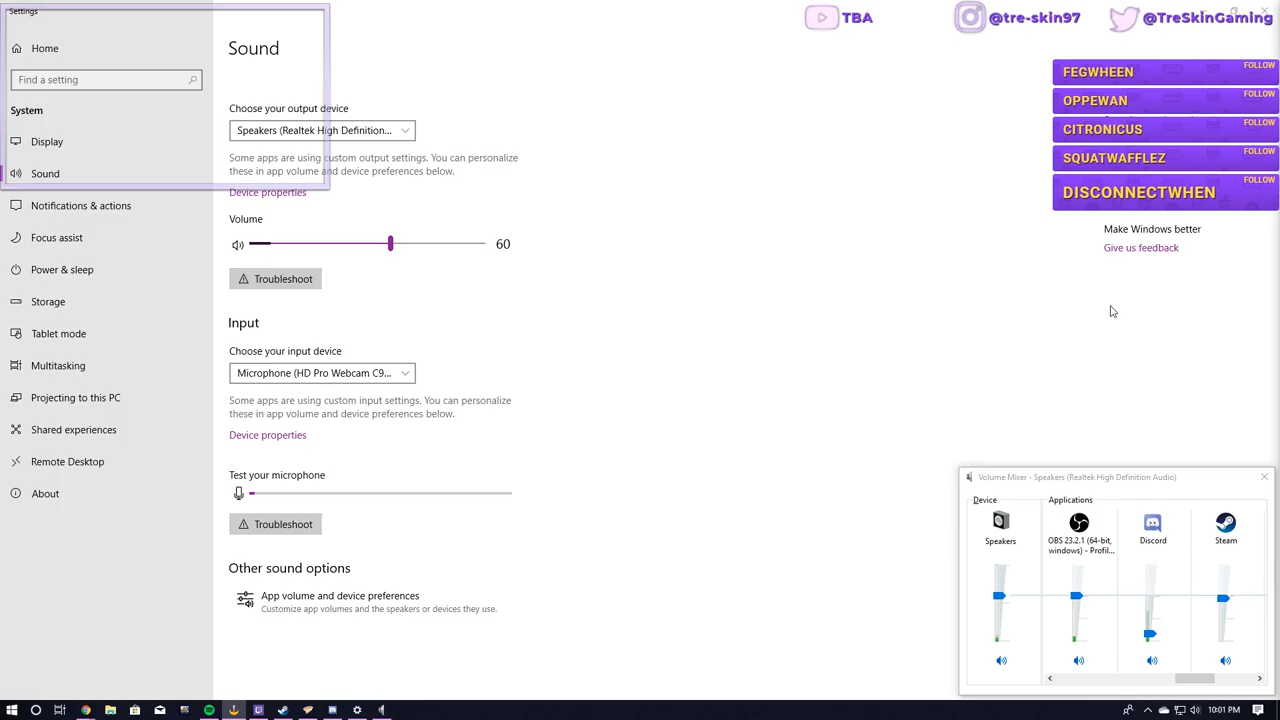 Settings
TBA
@tre-skin97
@TreSkinGaming
Home
Find a setting
System
Display
Sound
Notifications & actions
Focus assist
Power & sleep
Storage
Tablet mode
Multitasking
Projecting to this PC
Shared experiences
Remote Desktop
About
Sound
Choose your output device
Speakers (Realtek High Definition...
Some apps are using custom output settings. You can personalize
these in app volume and device preferences below.
Device properties
Volume
60
Troubleshoot
Input
Choose your input device
Microphone (HD Pro Webcam C9...
Some apps are using custom input settings. You can personalize
these in app volume and device preferences below.
Device properties
Test your microphone
Troubleshoot
Other sound options
App volume and device preferences
Customize app volumes and the speakers or devices they use.
FEGWHEEN FOLLOW
OPPEWAN FOLLOW
CITRONICUS FOLLOW
SQUATWAFFLEZ FOLLOW
DISCONNECTWHEN FOLLOW
Make Windows better
Give us feedback
Volume Mixer - Speakers (Realtek High Definition Audio)
Device
Applications
Speakers
OBS 23.2.1 (64-bit,
windows) - Profil...
Discord
Steam
10:01 PM